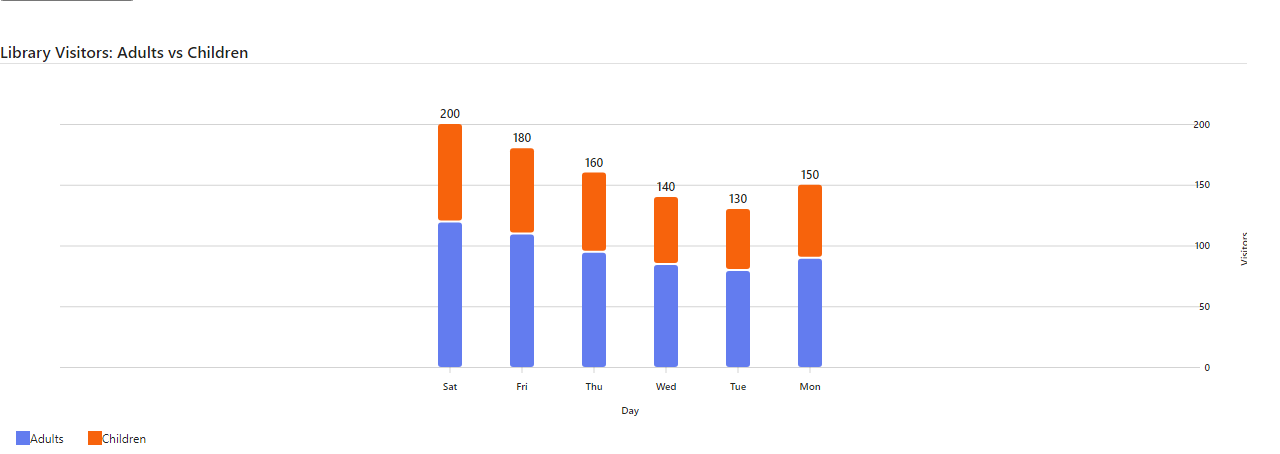 Library Visitors: Adults vs Children
200
180
160
140
130
150
200
150
100
50
0
Visitors
Sat Fri Thu Wed Tue Mon
Day
Adults Children